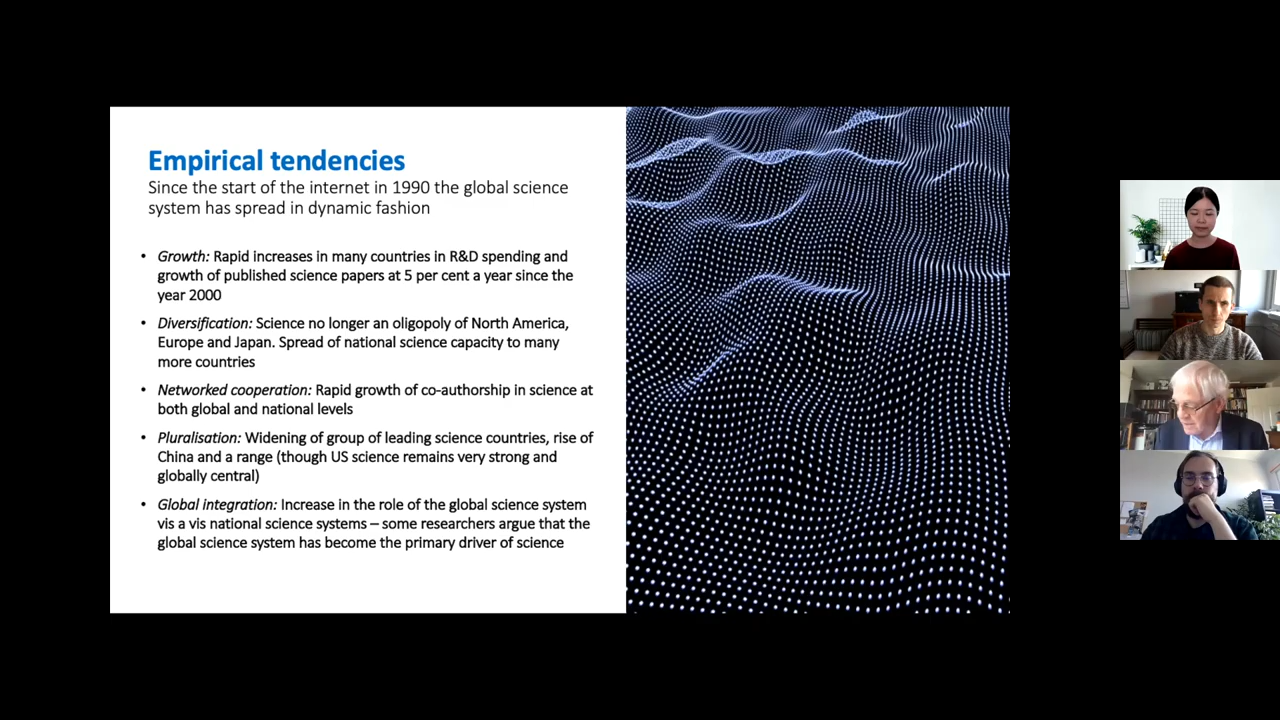 Empirical tendencies
Since the start of the internet in 1990 the global science
system has spread in dynamic fashion
• Growth: Rapid increases in many countries in R&D spending and
growth of published science papers at 5 per cent a year since the
year 2000
• Diversification: Science no longer an oligopoly of North America,
Europe and Japan. Spread of national science capacity to many
more countries
• Networked cooperation: Rapid growth of co-authorship in science at
both global and national levels
• Pluralisation: Widening of group of leading science countries, rise of
China and a range (though US science remains very strong and
globally central)
• Global integration: Increase in the role of the global science system
vis a vis national science systems – some researchers argue that the
global science system has become the primary driver of science